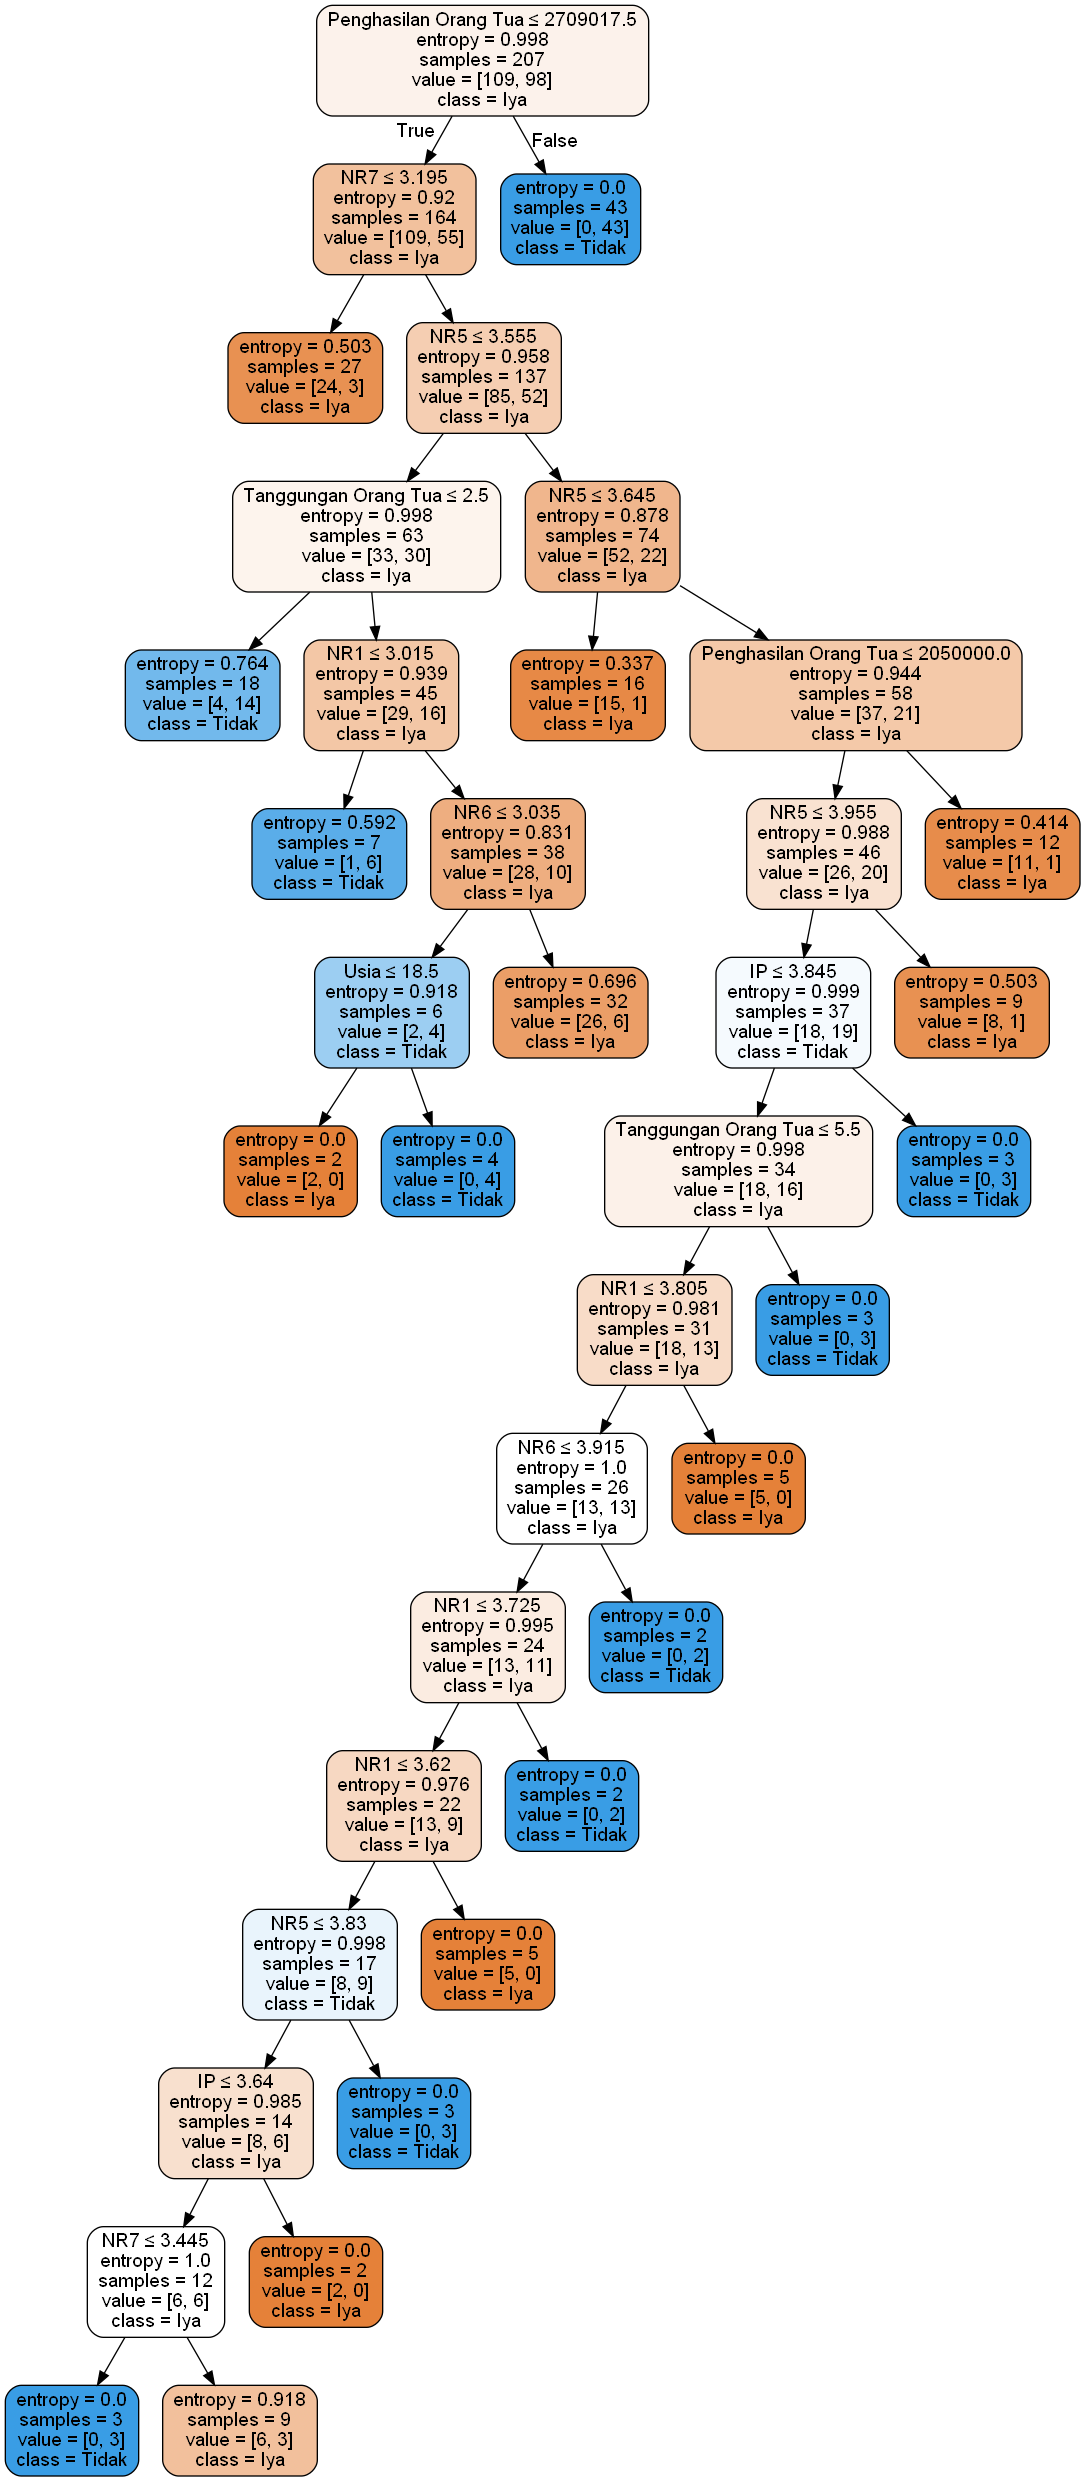 Penghasilan Orang Tua ≤ 2709017.5
entropy = 0.998
samples = 207
value = [109, 98]
class = Iya
True
False
NR7 ≤ 3.195
entropy = 0.92
samples = 164
value = [109, 55]
class = Iya
entropy = 0.0
samples = 43
value = [0, 43]
class = Tidak
entropy = 0.503
samples = 27
value = [24, 3]
class = Iya
NR5 ≤ 3.555
entropy = 0.958
samples = 137
value = [85, 52]
class = Iya
Tanggungan Orang Tua ≤ 2.5
entropy = 0.998
samples = 63
value = [33, 30]
class = Iya
NR5 ≤ 3.645
entropy = 0.878
samples = 74
value = [52, 22]
class = Iya
entropy = 0.764
samples = 18
value = [4, 14]
class = Tidak
NR1 ≤ 3.015
entropy = 0.939
samples = 45
value = [29, 16]
class = Iya
entropy = 0.337
samples = 16
value = [15, 1]
class = Iya
Penghasilan Orang Tua ≤ 2050000.0
entropy = 0.944
samples = 58
value = [37, 21]
class = Iya
entropy = 0.592
samples = 7
value = [1, 6]
class = Tidak
NR6 ≤ 3.035
entropy = 0.831
samples = 38
value = [28, 10]
class = Iya
NR5 ≤ 3.955
entropy = 0.988
samples = 46
value = [26, 20]
class = Iya
entropy = 0.414
samples = 12
value = [11, 1]
class = Iya
Usia ≤ 18.5
entropy = 0.918
samples = 6
value = [2, 4]
class = Tidak
entropy = 0.696
samples = 32
value = [26, 6]
class = Iya
IP ≤ 3.845
entropy = 0.999
samples = 37
value = [18, 19]
class = Tidak
entropy = 0.503
samples = 9
value = [8, 1]
class = Iya
entropy = 0.0
samples = 2
value = [2, 0]
class = Iya
entropy = 0.0
samples = 4
value = [0, 4]
class = Tidak
Tanggungan Orang Tua ≤ 5.5
entropy = 0.998
samples = 34
value = [18, 16]
class = Iya
entropy = 0.0
samples = 3
value = [0, 3]
class = Tidak
NR1 ≤ 3.805
entropy = 0.981
samples = 31
value = [18, 13]
class = Iya
entropy = 0.0
samples = 3
value = [0, 3]
class = Tidak
NR6 ≤ 3.915
entropy = 1.0
samples = 26
value = [13, 13]
class = Iya
entropy = 0.0
samples = 5
value = [5, 0]
class = Iya
NR1 ≤ 3.725
entropy = 0.995
samples = 24
value = [13, 11]
class = Iya
entropy = 0.0
samples = 2
value = [0, 2]
class = Tidak
NR1 ≤ 3.62
entropy = 0.976
samples = 22
value = [13, 9]
class = Iya
entropy = 0.0
samples = 2
value = [0, 2]
class = Tidak
NR5 ≤ 3.83
entropy = 0.998
samples = 17
value = [8, 9]
class = Tidak
entropy = 0.0
samples = 5
value = [5, 0]
class = Iya
IP ≤ 3.64
entropy = 0.985
samples = 14
value = [8, 6]
class = Iya
entropy = 0.0
samples = 3
value = [0, 3]
class = Tidak
NR7 ≤ 3.445
entropy = 1.0
samples = 12
value = [6, 6]
class = Iya
entropy = 0.0
samples = 2
value = [2, 0]
class = Iya
entropy = 0.0
samples = 3
value = [0, 3]
class = Tidak
entropy = 0.918
samples = 9
value = [6, 3]
class = Iya